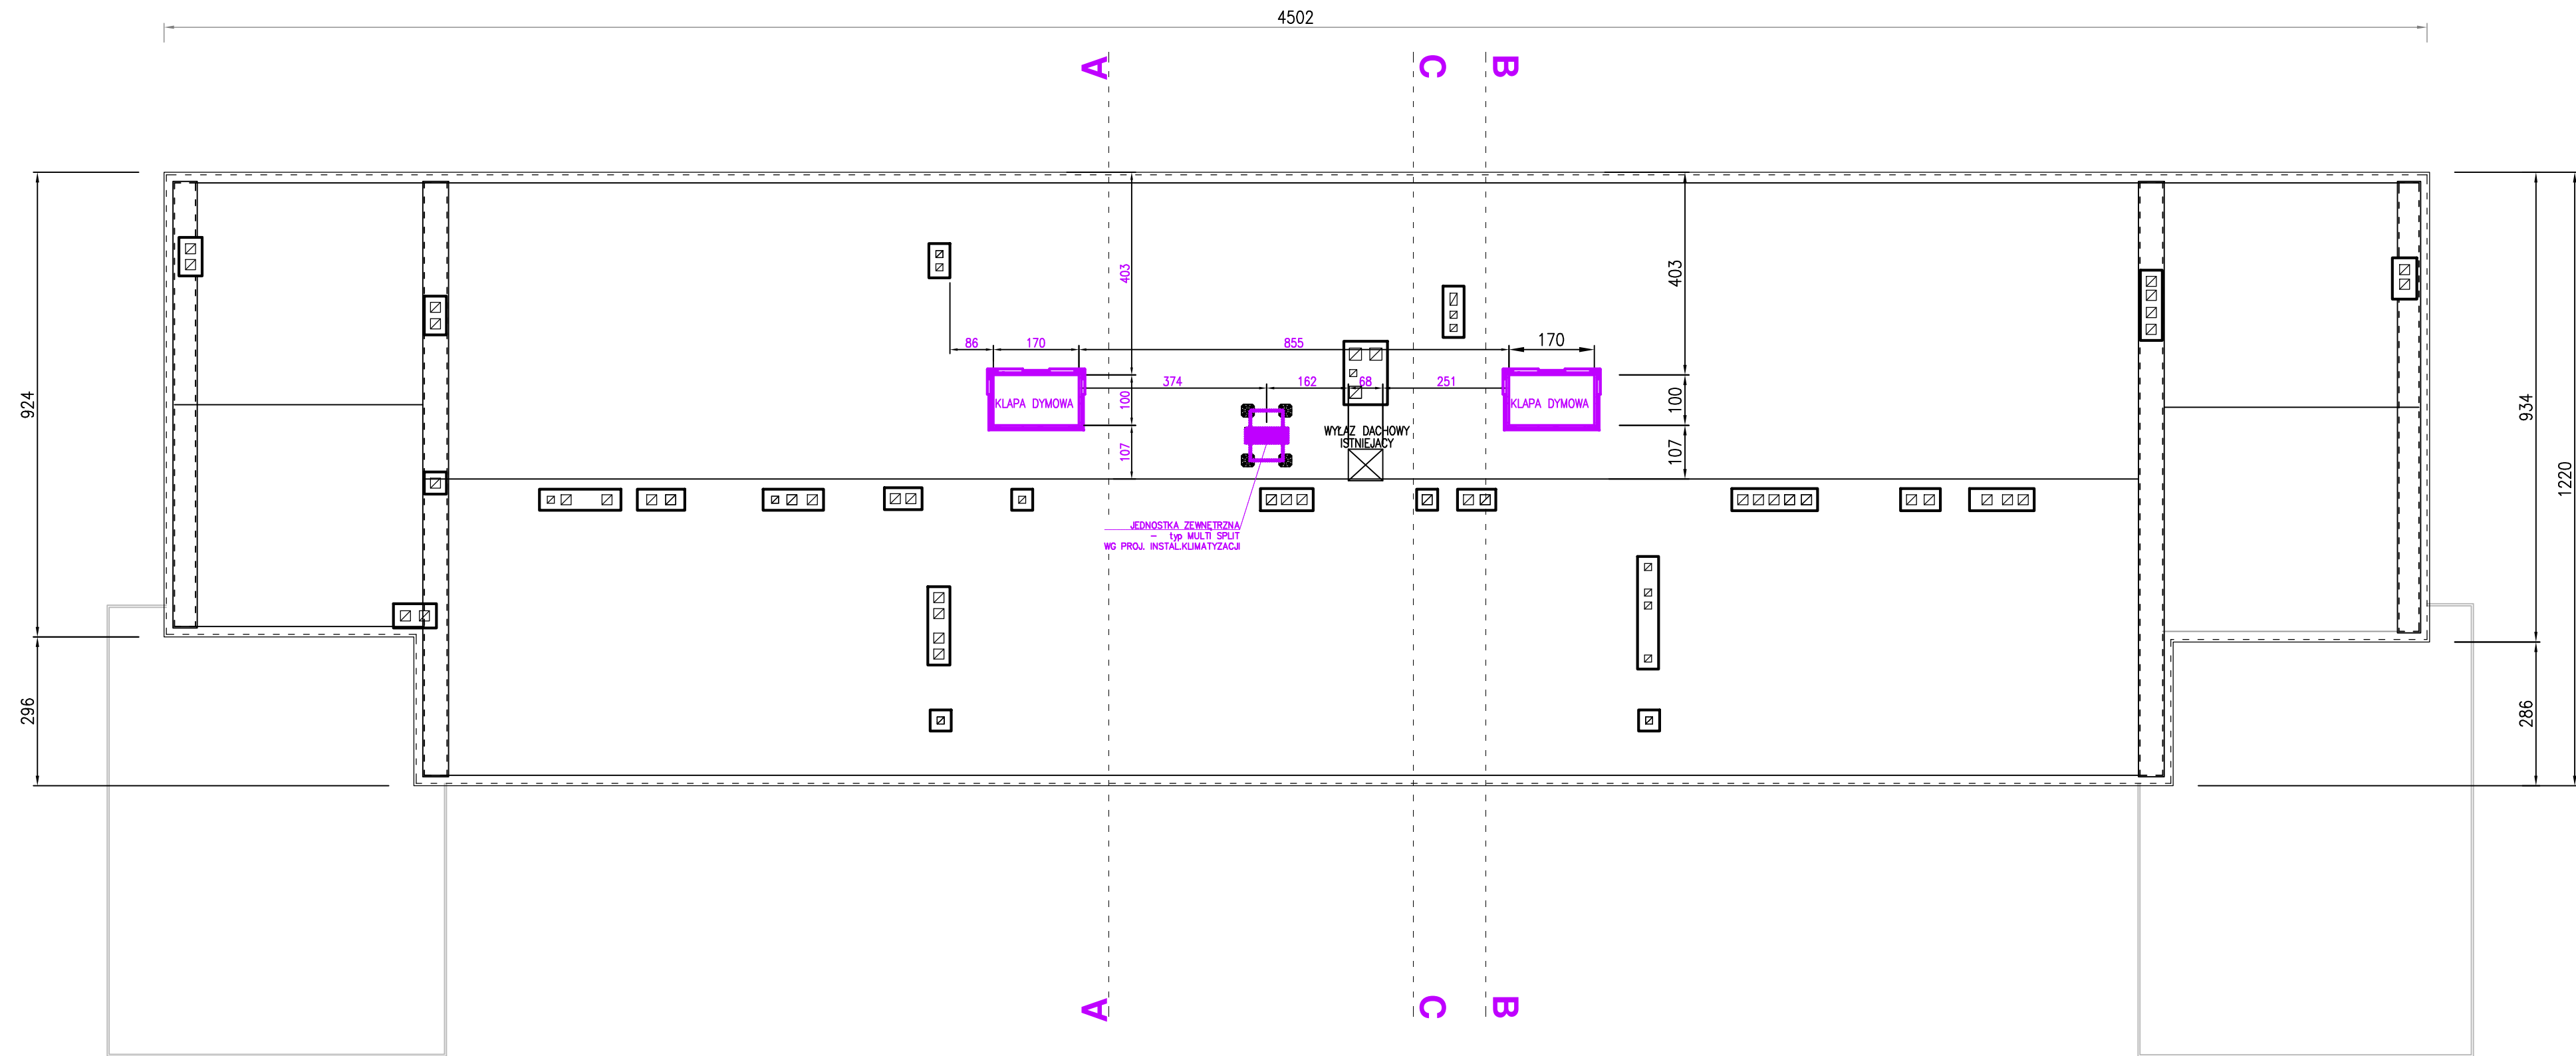 4502
A
C
B
403
403
86
170
855
170
374
162
68
251
924
KLAPA DYMOWA
100
KLAPA DYMOWA
100
934
WYŁAZ DACHOWY
ISTNIEJACY
107
107
1220
JEDNOSTKA ZEWNĘTRZNA
- typ MULTI SPLIT
WG PROJ. INSTAL.KLIMATYZACJI
296
286
A
C
B